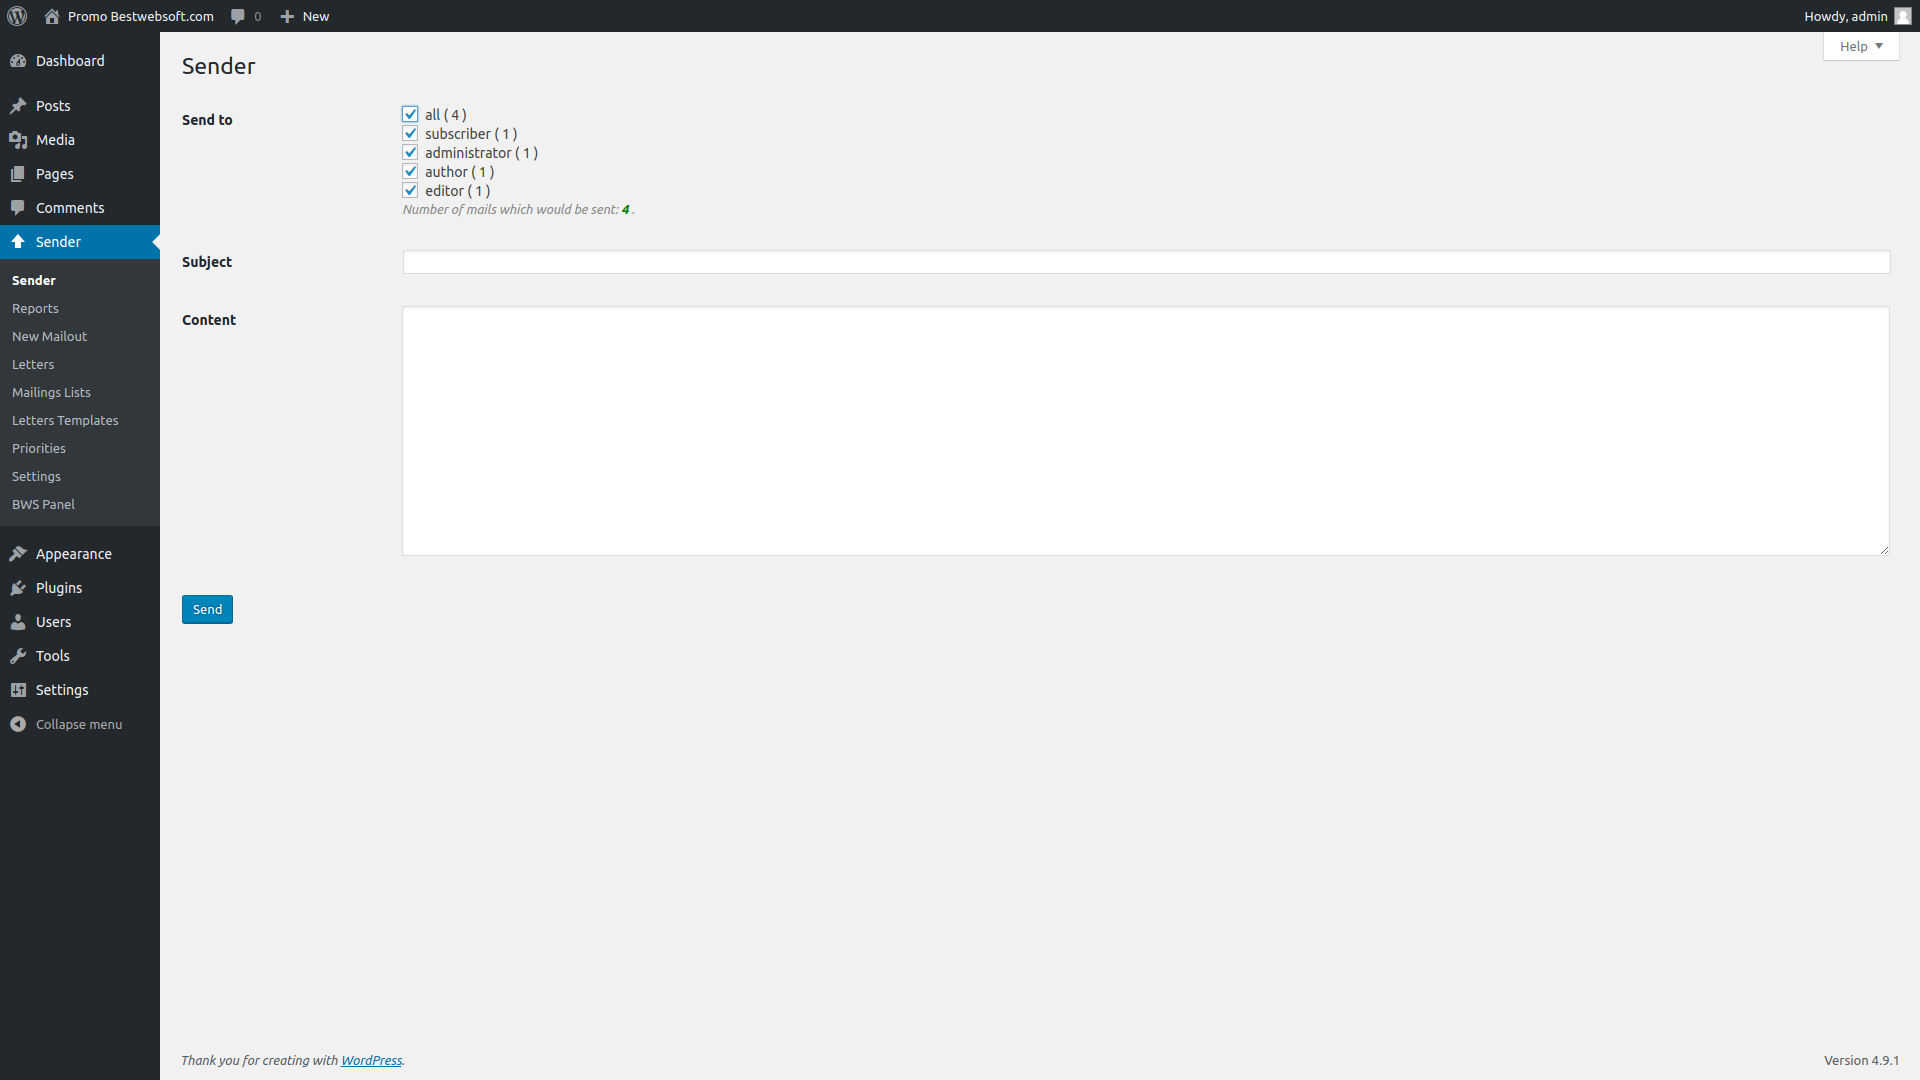 Promo Bestwebsoft.com 0 New Howdy, admin
Help
Dashboard
Posts
Media
Pages
Comments
Sender
Sender
Reports
New Mailout
Letters
Mailings Lists
Letters Templates
Priorities
Settings
BWS Panel
Appearance
Plugins
Users
Tools
Settings
Collapse menu
Sender
Send to
all ( 4 )
subscriber ( 1 )
administrator ( 1 )
author ( 1 )
editor ( 1 )
Number of mails which would be sent: 4 .
Subject
Content
Send
Thank you for creating with WordPress. Version 4.9.1